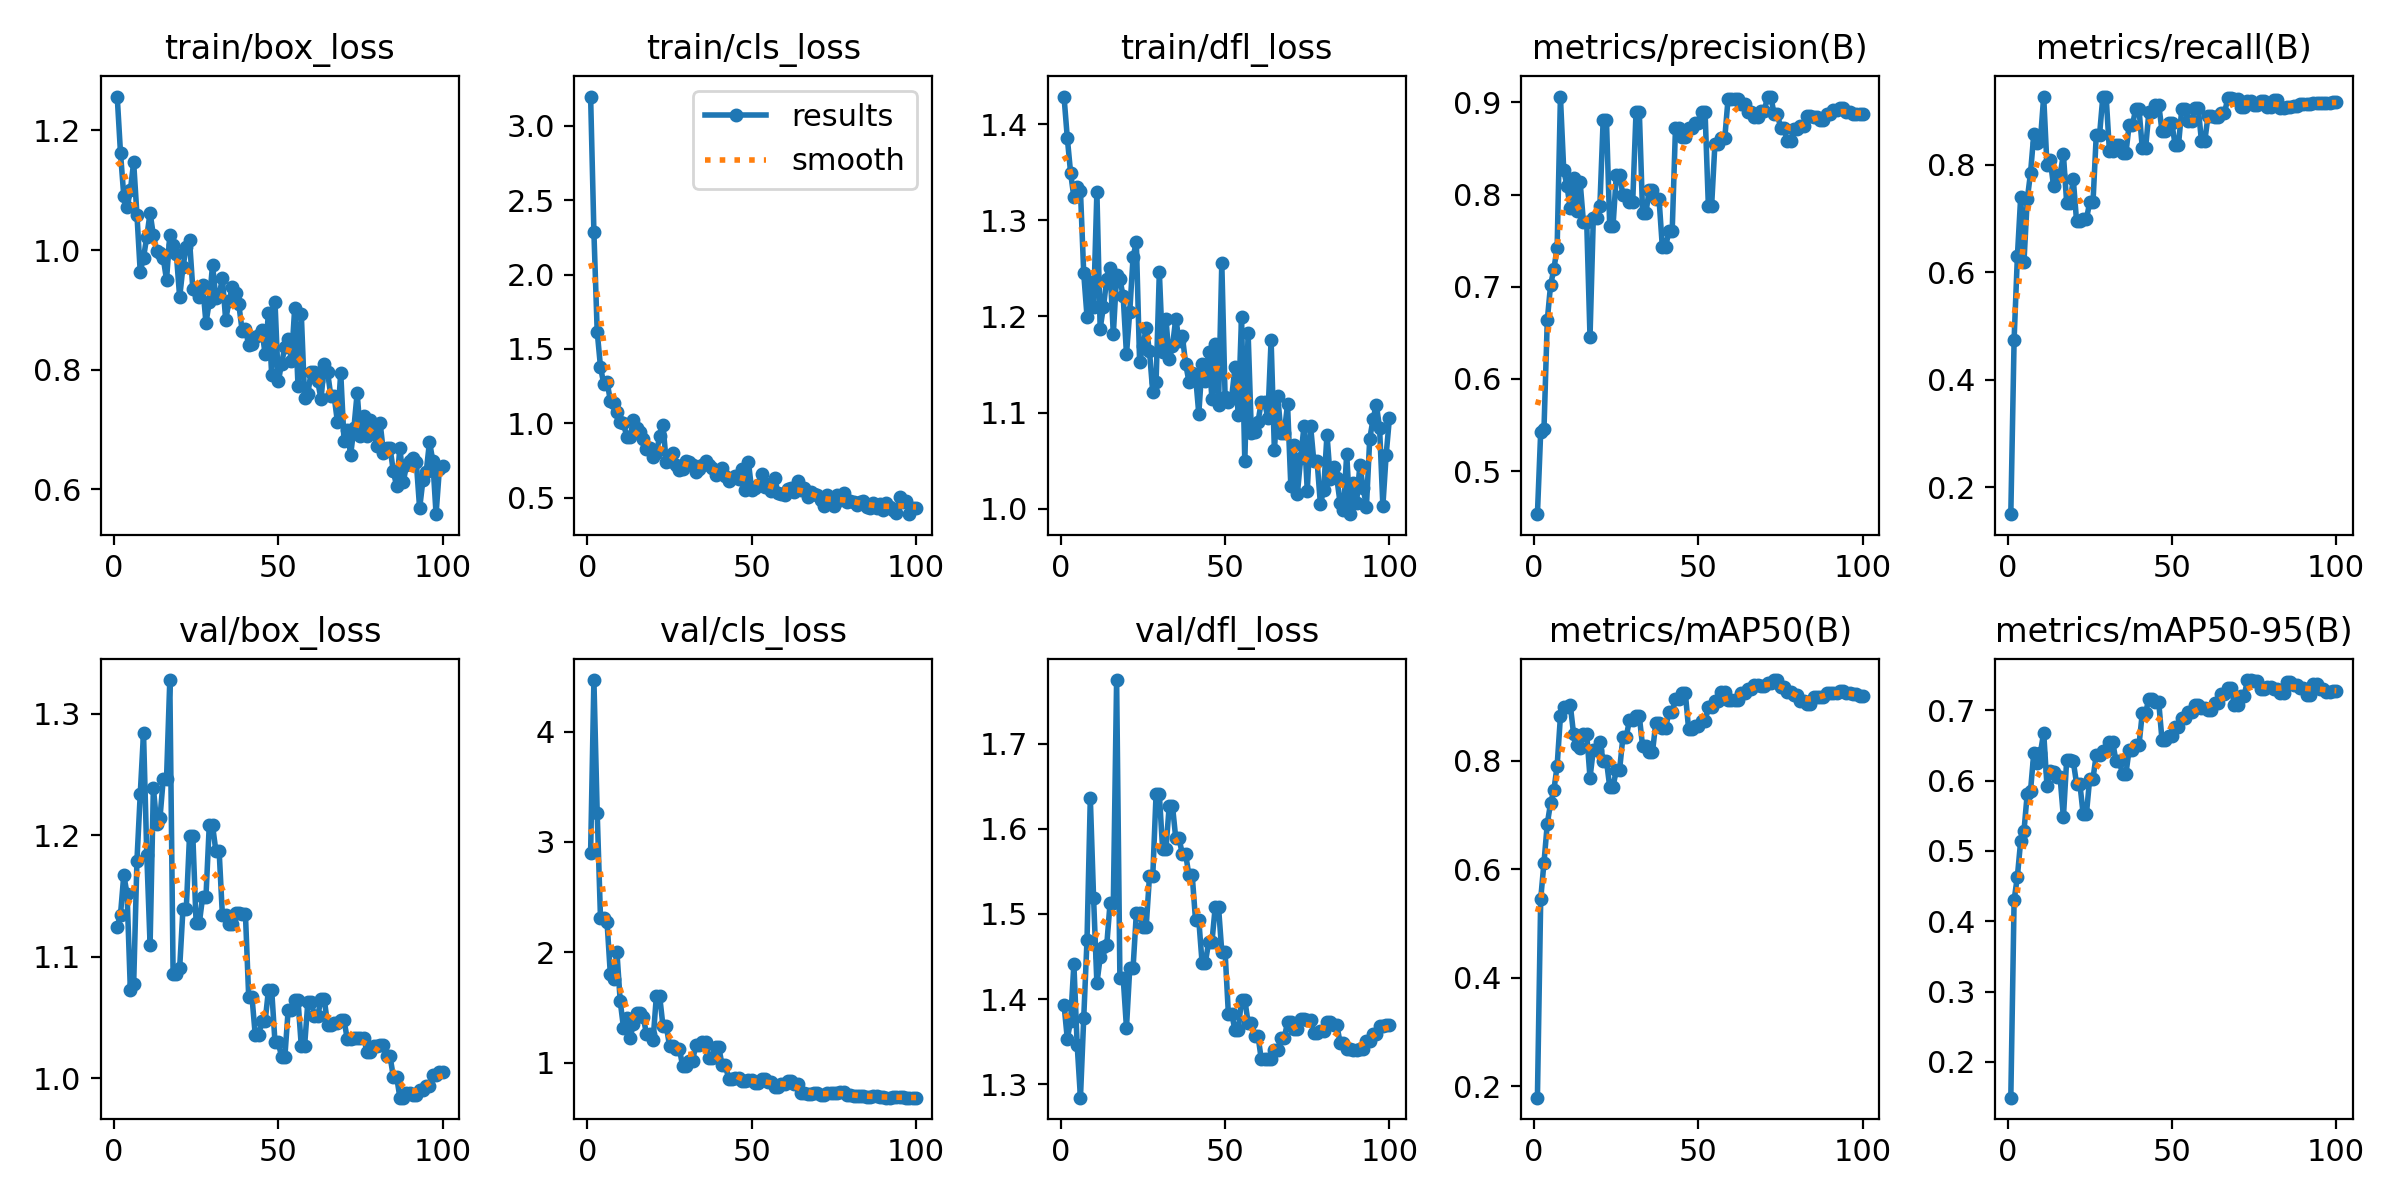 train/box_loss
1.2
1.0
0.8
0.6
0 50 100
train/cls_loss
results
smooth
3.0
2.5
2.0
1.5
1.0
0.5
0 50 100
train/dfl_loss
1.4
1.3
1.2
1.1
1.0
0 50 100
metrics/precision(B)
0.9
0.8
0.7
0.6
0.5
0 50 100
metrics/recall(B)
0.8
0.6
0.4
0.2
0 50 100
val/box_loss
1.3
1.2
1.1
1.0
0 50 100
val/cls_loss
4
3
2
1
0 50 100
val/dfl_loss
1.7
1.6
1.5
1.4
1.3
0 50 100
metrics/mAP50(B)
0.8
0.6
0.4
0.2
0 50 100
metrics/mAP50-95(B)
0.7
0.6
0.5
0.4
0.3
0.2
0 50 100